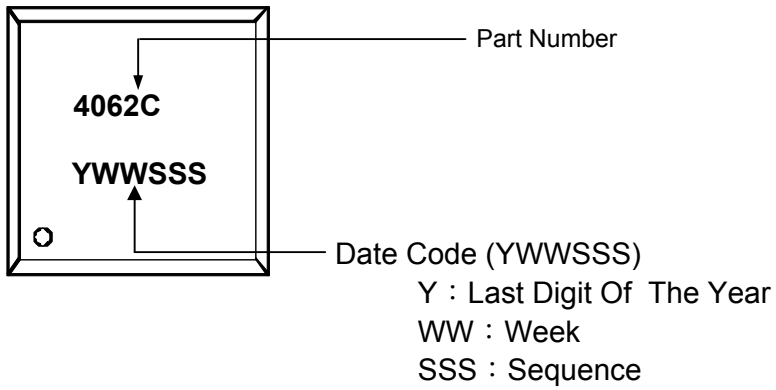 Part Number
4062C
YWWSSS
Date Code (YWWSSS)
Y：Last Digit Of The Year
WW：Week
SSS：Sequence